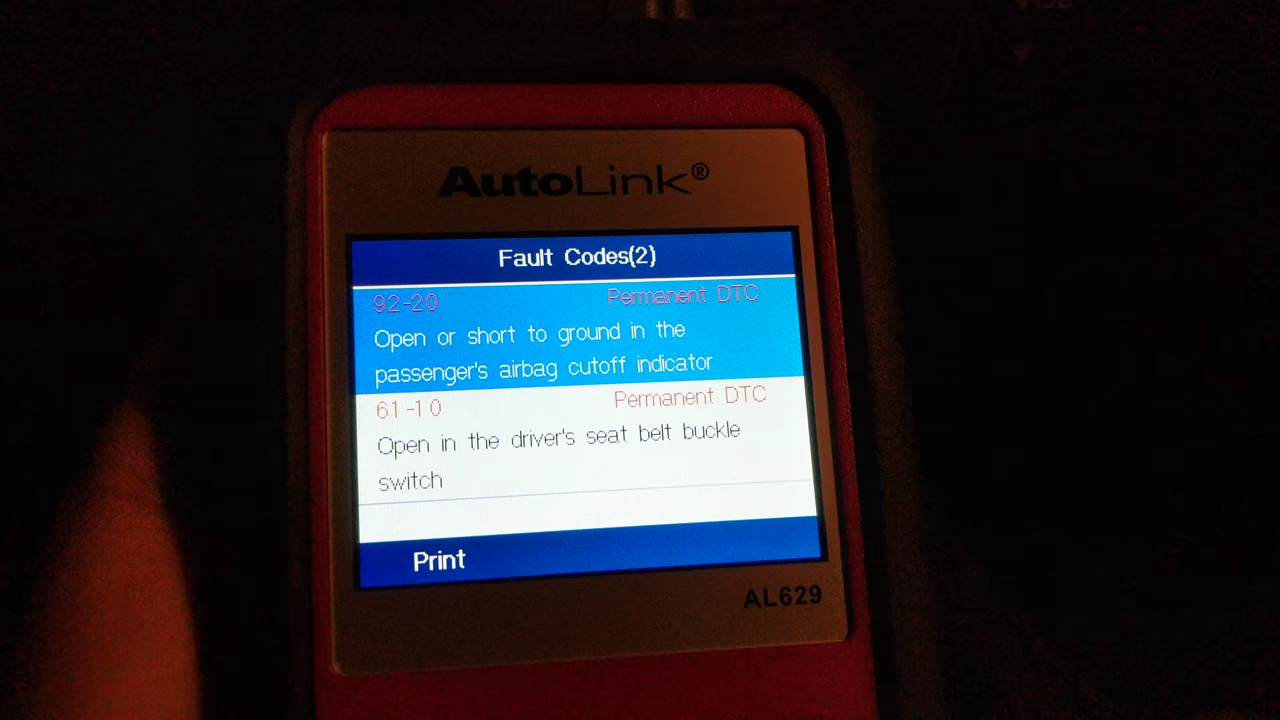 AutoLink®
Fault Codes(2)
92-20 Permanent DTC
Open or short to ground in the
passenger's airbag cutoff indicator
61-10 Permanent DTC
Open in the driver's seat belt buckle
switch
Print
AL629